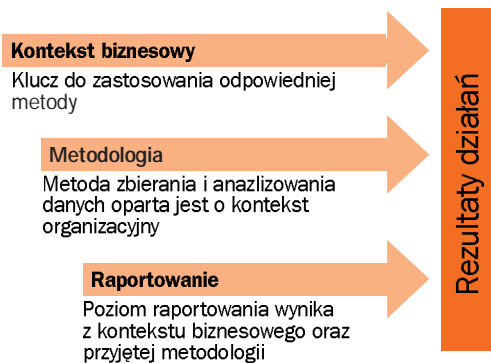 Kontekst biznesowy
Klucz do zastosowania odpowiedniej
metody
Metodologia
Metoda zbierania i anazlizowania
danych oparta jest o kontekst
organizacyjny
Raportowanie
Poziom raportowania wynika
z kontekstu biznesowego oraz
przyjętej metodologii
Rezultaty działań